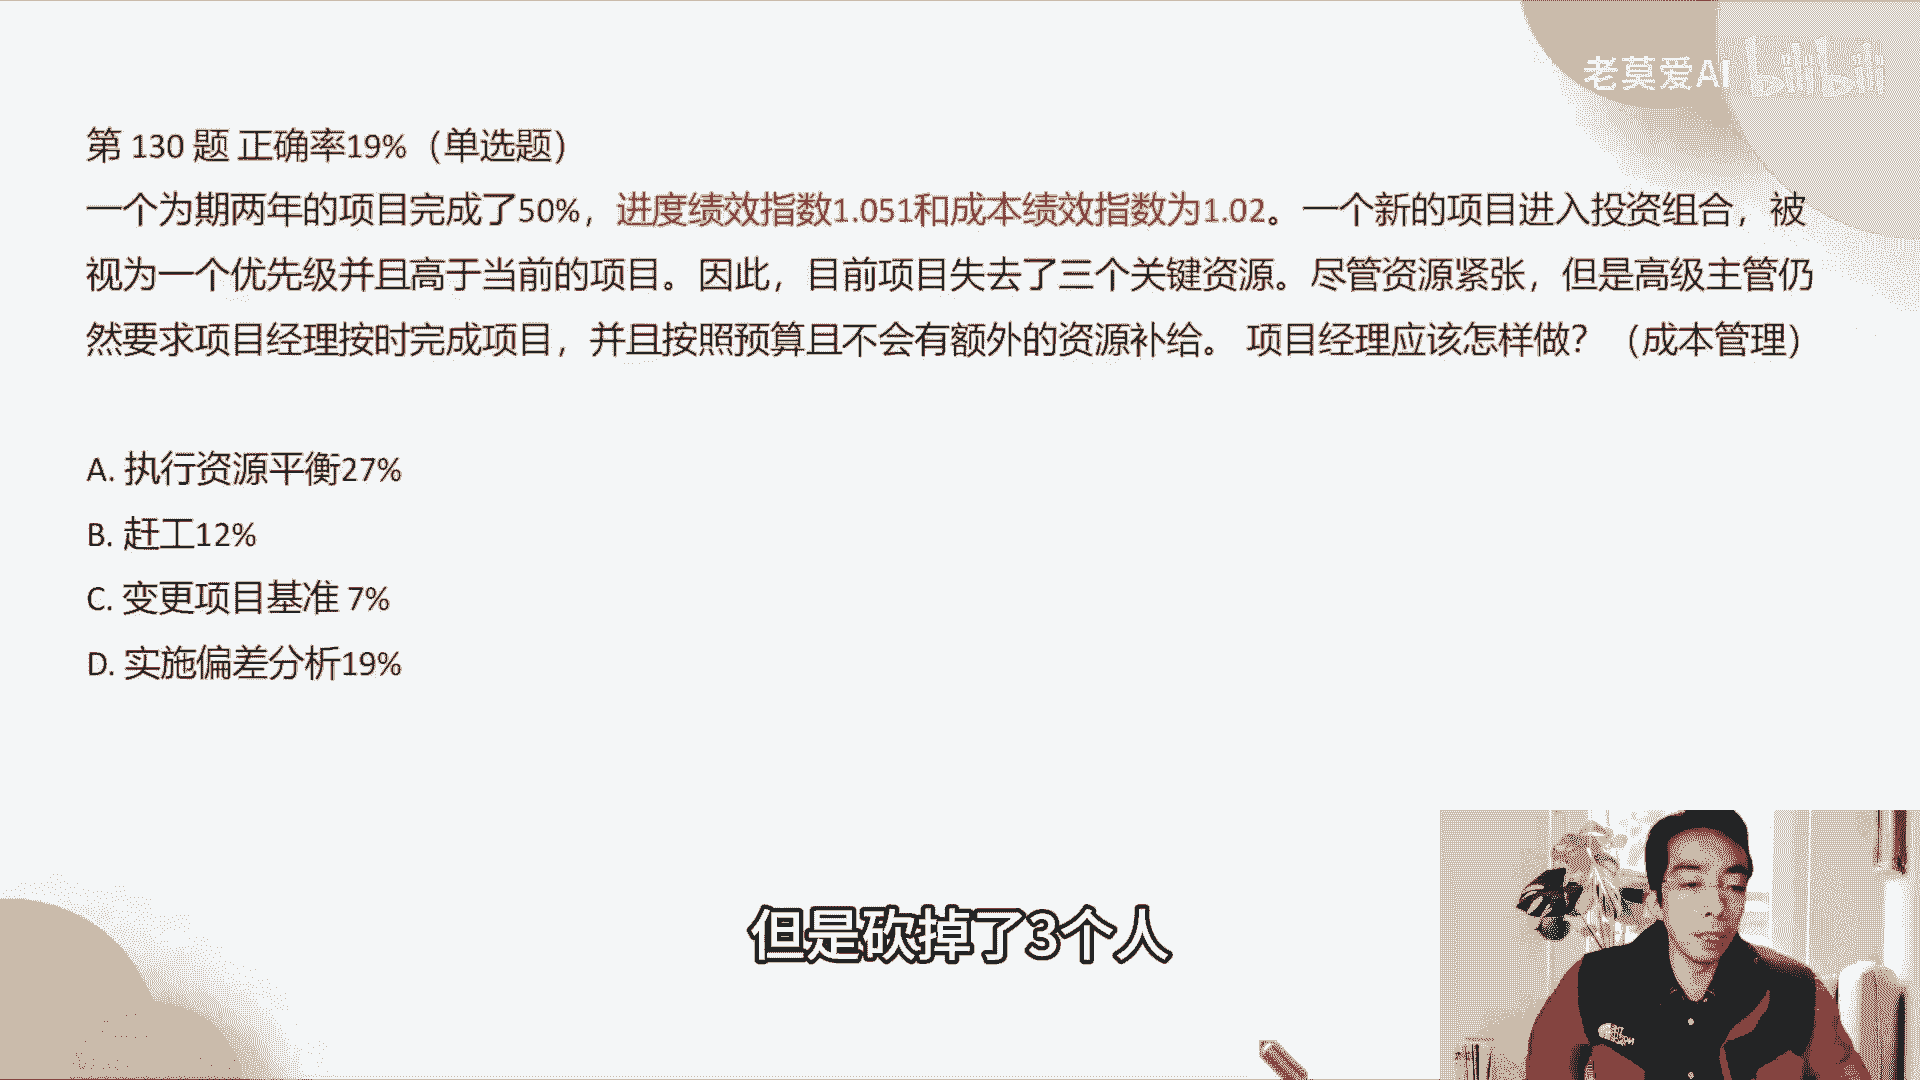 老莫爱AI bilibili
第 130 题 正确率19%（单选题）
一个为期两年的项目完成了50%，进度绩效指数1.051和成本绩效指数为1.02。一个新的项目进入投资组合，被
视为一个优先级并且高于当前的项目。因此，目前项目失去了三个关键资源。尽管资源紧张，但是高级主管仍
然要求项目经理按时完成项目，并且按照预算且不会有额外的资源补给。 项目经理应该怎样做？（成本管理）
A. 执行资源平衡27%
B. 赶工12%
C. 变更项目基准 7%
D. 实施偏差分析19%
但是砍掉了3个人